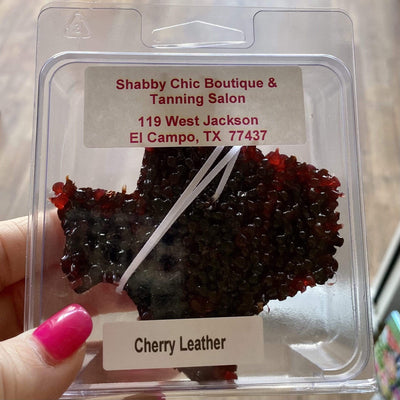 Shabby Chic Boutique &
Tanning Salon
119 West Jackson
El Campo, TX  77437
Cherry Leather